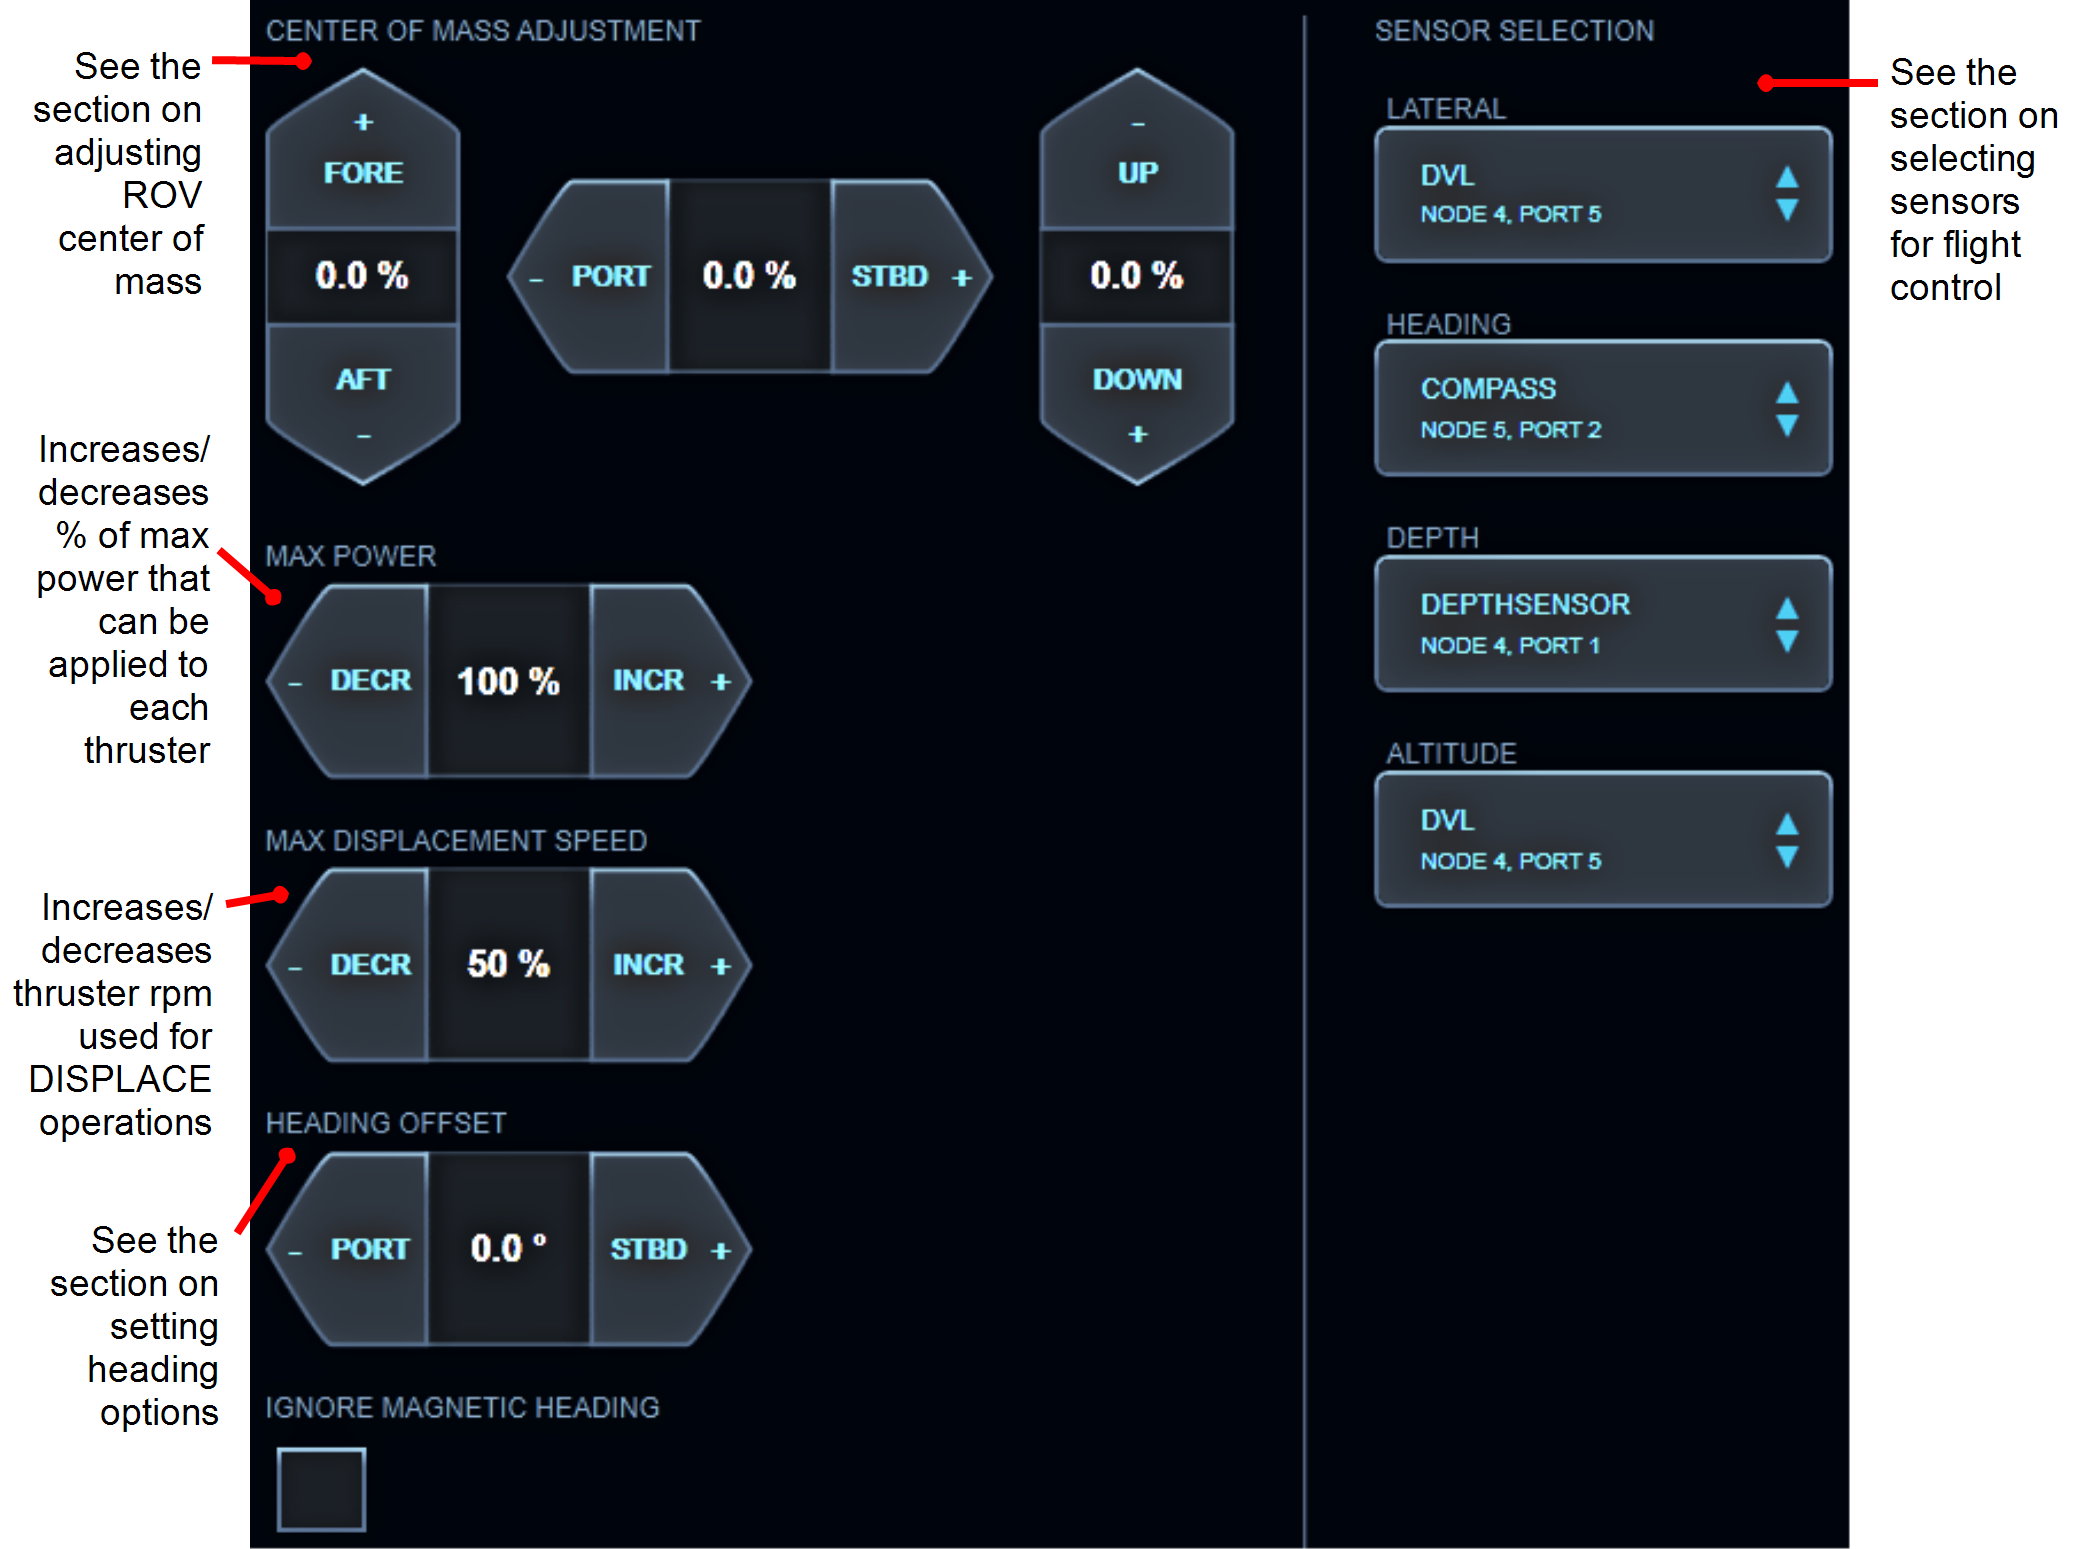 CENTER OF MASS ADJUSTMENT
See the
section on
adjusting
ROV
center of
mass
+
FORE
0.0 %
AFT
-
- PORT 0.0 % STBD +
-
UP
0.0 %
DOWN
+
Increases/
decreases
% of max
power that
can be
applied to
each
thruster
MAX POWER
- DECR 100 % INCR +
MAX DISPLACEMENT SPEED
Increases/
decreases
thruster rpm
used for
DISPLACE
operations
- DECR 50 % INCR +
HEADING OFFSET
See the
section on
setting
heading
options
- PORT 0.0 º STBD +
IGNORE MAGNETIC HEADING
SENSOR SELECTION
See the
section on
selecting
sensors
for flight
control
LATERAL
DVL
NODE 4, PORT 5
HEADING
COMPASS
NODE 5, PORT 2
DEPTH
DEPTHSENSOR
NODE 4, PORT 1
ALTITUDE
DVL
NODE 4, PORT 5